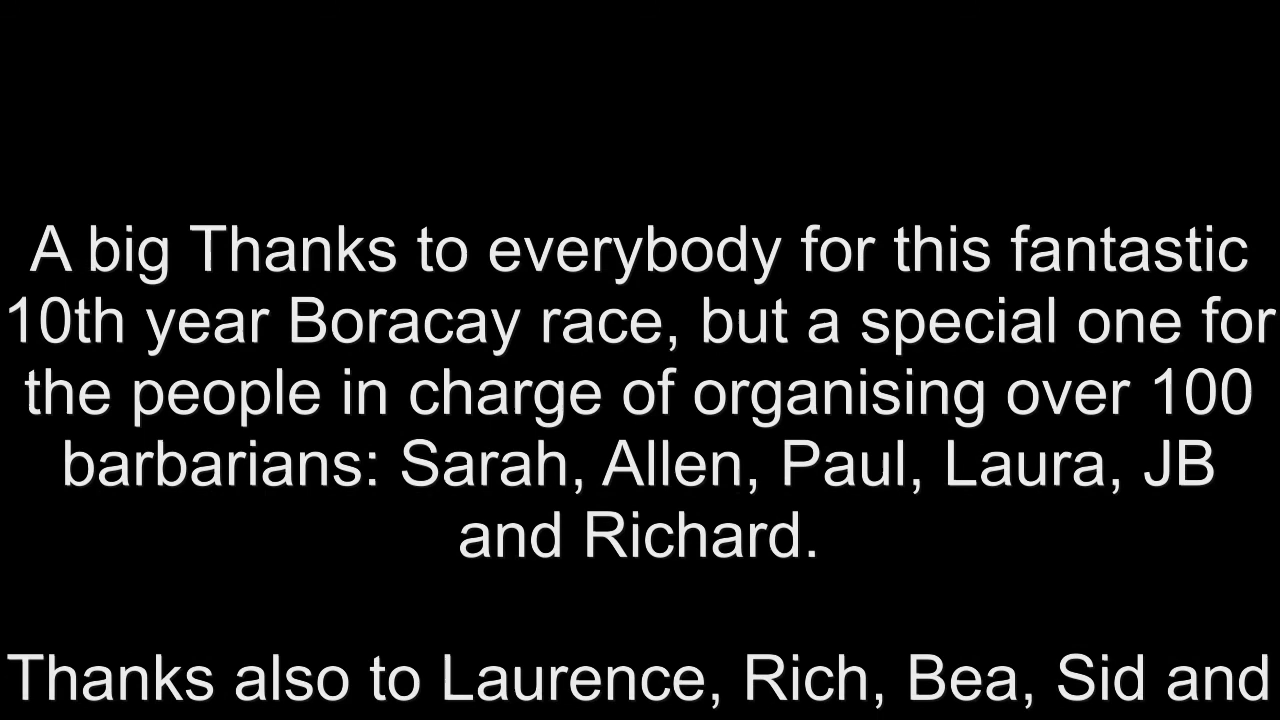 A big Thanks to everybody for this fantastic
10th year Boracay race, but a special one for
the people in charge of organising over 100
barbarians: Sarah, Allen, Paul, Laura, JB
and Richard.
Thanks also to Laurence, Rich, Bea, Sid and